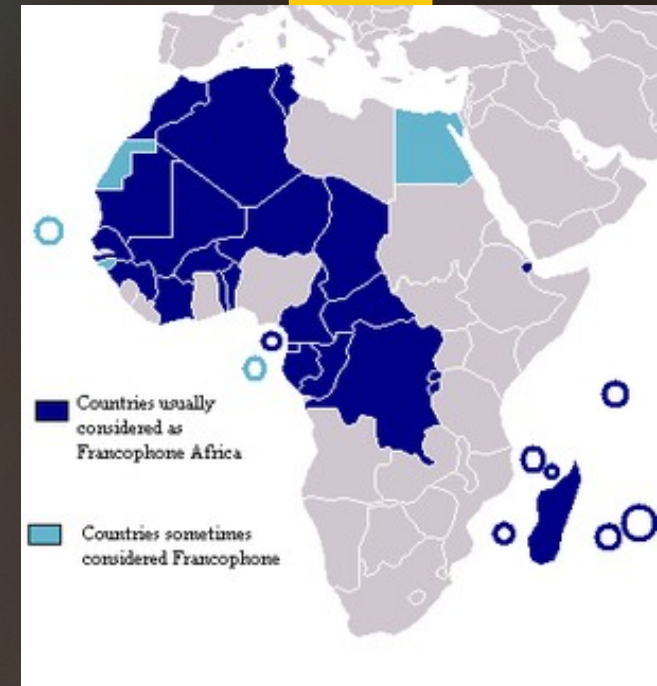 Countries usually
considered as
Francophone Africa
Countries sometimes
considered Francophone